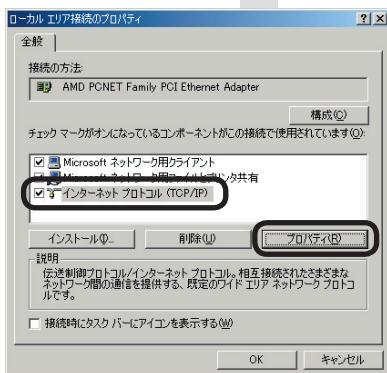 ローカル エリア接続のプロパティ
全般
接続の方法:
AMD PCNET Family PCI Ethernet Adapter
構成(C)
チェック マークがオンになっているコンポーネントがこの接続で使用されています(O):
Microsoft ネットワーク用クライアント
Microsoft ネットワーク用ファイルとプリンタ共有
インターネット プロトコル (TCP/IP)
インストール(I)... 削除(U) プロパティ(R)
説明
伝送制御プロトコル/インターネット プロトコル。相互接続されたさまざまな
ネットワーク間の通信を提供する、既定のワイド エリア ネットワーク プロトコ
ルです。
接続時にタスク バーにアイコンを表示する(W)
OK キャンセル